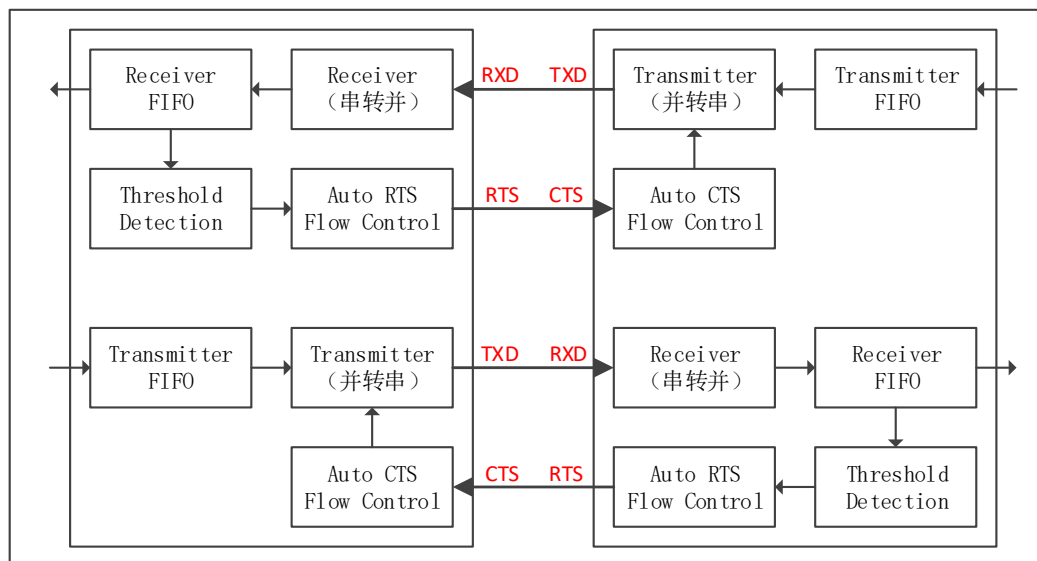 Receiver
FIFO
Receiver
（串转并）
RXD TXD
Transmitter
（并转串）
Transmitter
FIFO
Threshold
Detection
Auto RTS
Flow Control
RTS CTS
Auto CTS
Flow Control
Transmitter
FIFO
Transmitter
（并转串）
TXD RXD
Receiver
（串转并）
Receiver
FIFO
Auto CTS
Flow Control
CTS RTS
Auto RTS
Flow Control
Threshold
Detection